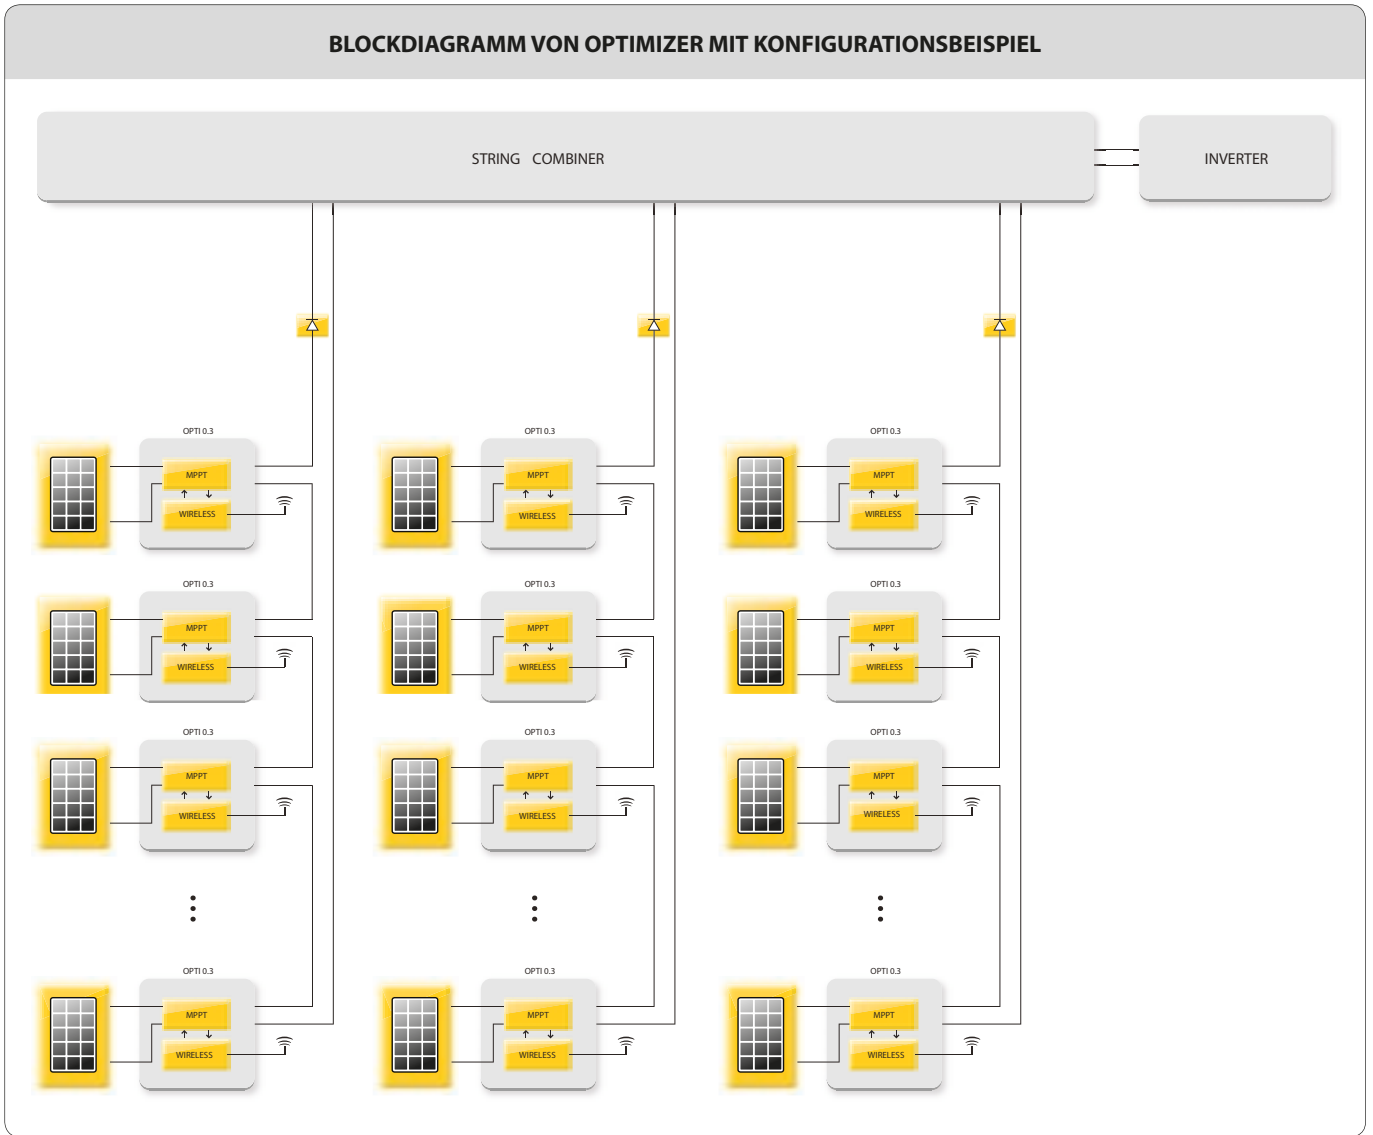 BLOCKDIAGRAMM VON OPTIMIZER MIT KONFIGURATIONSBEISPIEL
STRING COMBINER
INVERTER
OPTI 0.3
OPTI 0.3
OPTI 0.3
MPPT
MPPT
MPPT
WIRELESS
WIRELESS
WIRELESS
OPTI 0.3
OPTI 0.3
OPTI 0.3
MPPT
MPPT
MPPT
WIRELESS
WIRELESS
WIRELESS
OPTI 0.3
OPTI 0.3
OPTI 0.3
MPPT
MPPT
MPPT
WIRELESS
WIRELESS
WIRELESS
OPTI 0.3
OPTI 0.3
OPTI 0.3
MPPT
MPPT
MPPT
WIRELESS
WIRELESS
WIRELESS